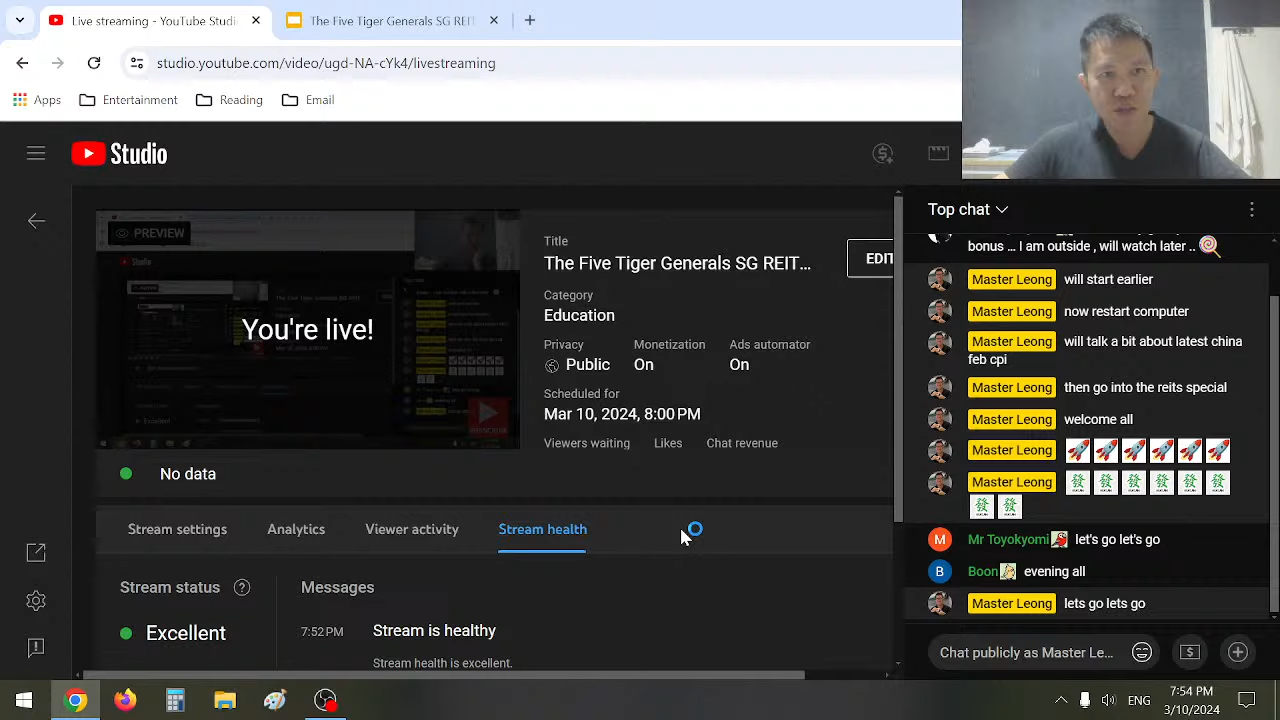 Live streaming - YouTube Studi
The Five Tiger Generals SG REIT
studio.youtube.com/video/ugd-NA-cYk4/livestreaming
Apps
Entertainment
Reading
Email
Studio
PREVIEW
You're live!
Title
The Five Tiger Generals SG REIT...
EDIT
Category
Education
Privacy
Monetization
Ads automator
Public
On
On
Scheduled for
Mar 10, 2024, 8:00 PM
Viewers waiting
Likes
Chat revenue
No data
Stream settings
Analytics
Viewer activity
Stream health
Stream status
Messages
Excellent
7:52 PM
Stream is healthy
Stream health is excellent.
Top chat
bonus ... I am outside , will watch later ..
Master Leong will start earlier
Master Leong now restart computer
Master Leong will talk a bit about latest china
feb cpi
Master Leong then go into the reits special
Master Leong welcome all
Master Leong
Master Leong
M Mr Toyokyomi let's go let's go
B Boon evening all
Master Leong lets go lets go
Chat publicly as Master Le...
ENG
7:54 PM
3/10/2024